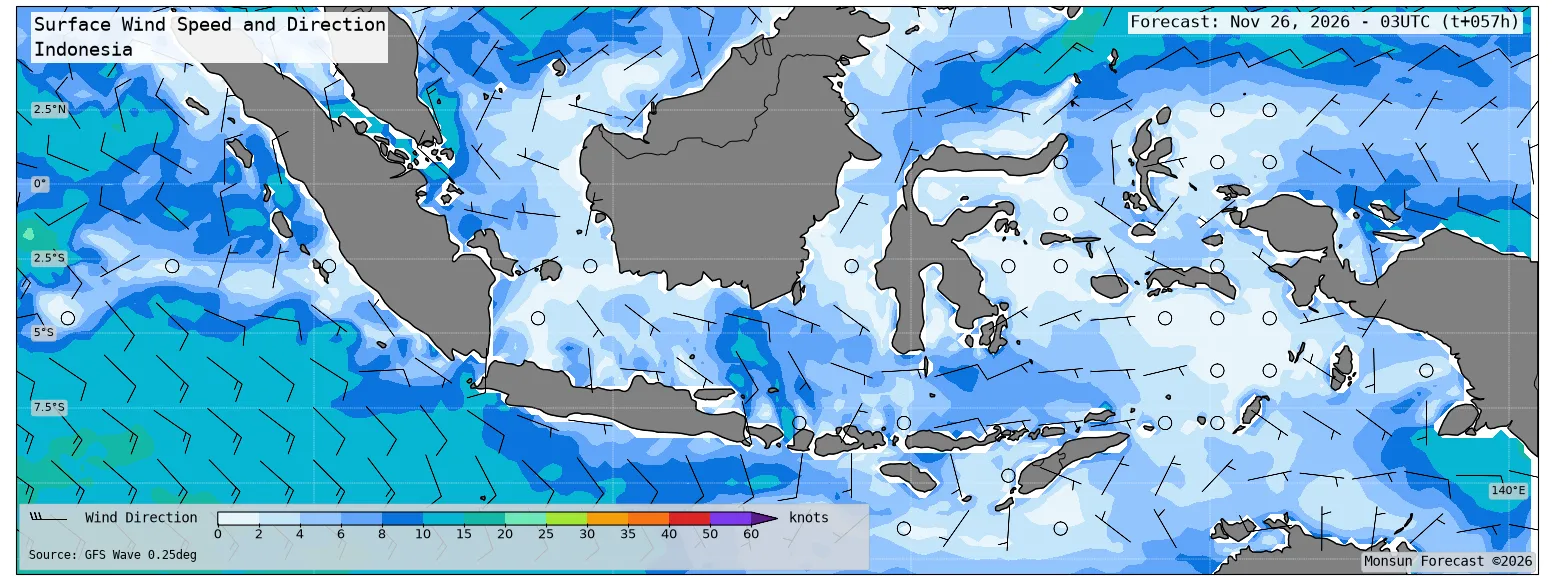 Surface Wind Speed and Direction
Indonesia
Forecast: Nov 26, 2026 - 03UTC (t+057h)
2.5°N
0°
2.5°S
5°S
7.5°S
140°E
Wind Direction
0 2 4 6 8 10 15 20 25 30 40 50 60
knots
Source: GFS Wave 0.25deg
Monsun Forecast ©2026